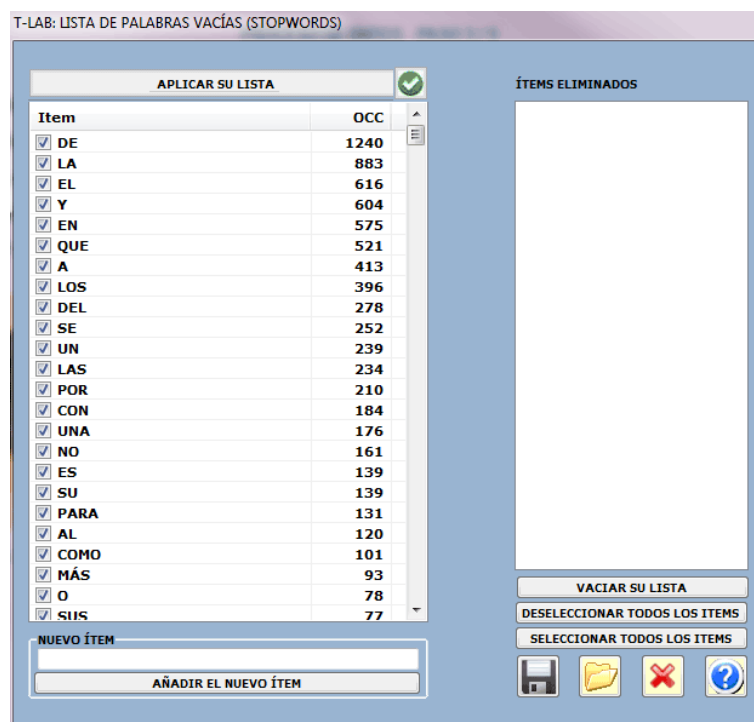 T-LAB: LISTA DE PALABRAS VACÍAS (STOPWORDS)
APLICAR SU LISTA
Item OCC
DE 1240
LA 883
EL 616
Y 604
EN 575
QUE 521
A 413
LOS 396
DEL 278
SE 252
UN 239
LAS 234
POR 210
CON 184
UNA 176
NO 161
ES 139
SU 139
PARA 131
AL 120
COMO 101
MÁS 93
O 78
SUS 77
NUEVO ÍTEM
AÑADIR EL NUEVO ÍTEM
ÍTEMS ELIMINADOS
VACIAR SU LISTA
DESELECCIONAR TODOS LOS ITEMS
SELECCIONAR TODOS LOS ITEMS
?